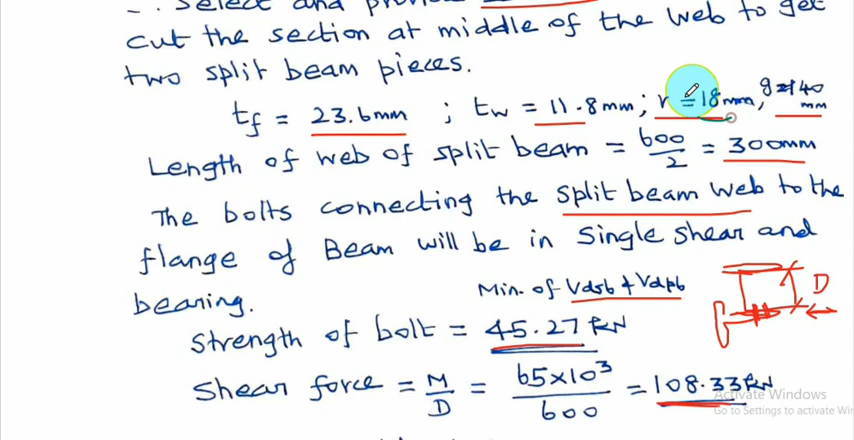 cut the section at middle of the web to get
two split beam pieces.
tf = 23.6mm ; tw = 11.8mm; r = 18mm, g = 140 mm
Length of web of split beam = 600/2 = 300mm
The bolts connecting the split beam web to the
flange of Beam will be in Single shear and
bearing.
Min. of Vdsb & Vdpb
D
Strength of bolt = 45.27 kN
Shear force = M/D = 65x10³/600 = 108.33 kN
Activate Windows
Go to Settings to activate Wi